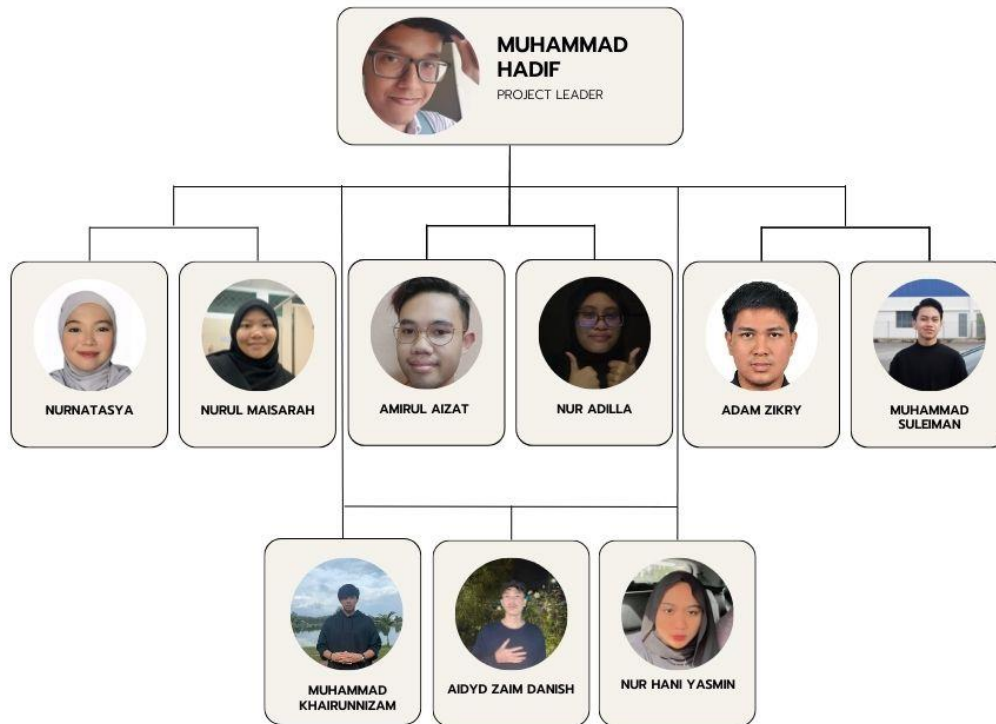 MUHAMMAD
HADIF
PROJECT LEADER
NURNATASYA
NURUL MAISARAH
AMIRUL AIZAT
NUR ADILLA
ADAM ZIKRY
MUHAMMAD
SULEIMAN
MUHAMMAD
KHAIRUNNIZAM
AIDYD ZAIM DANISH
NUR HANI YASMIN